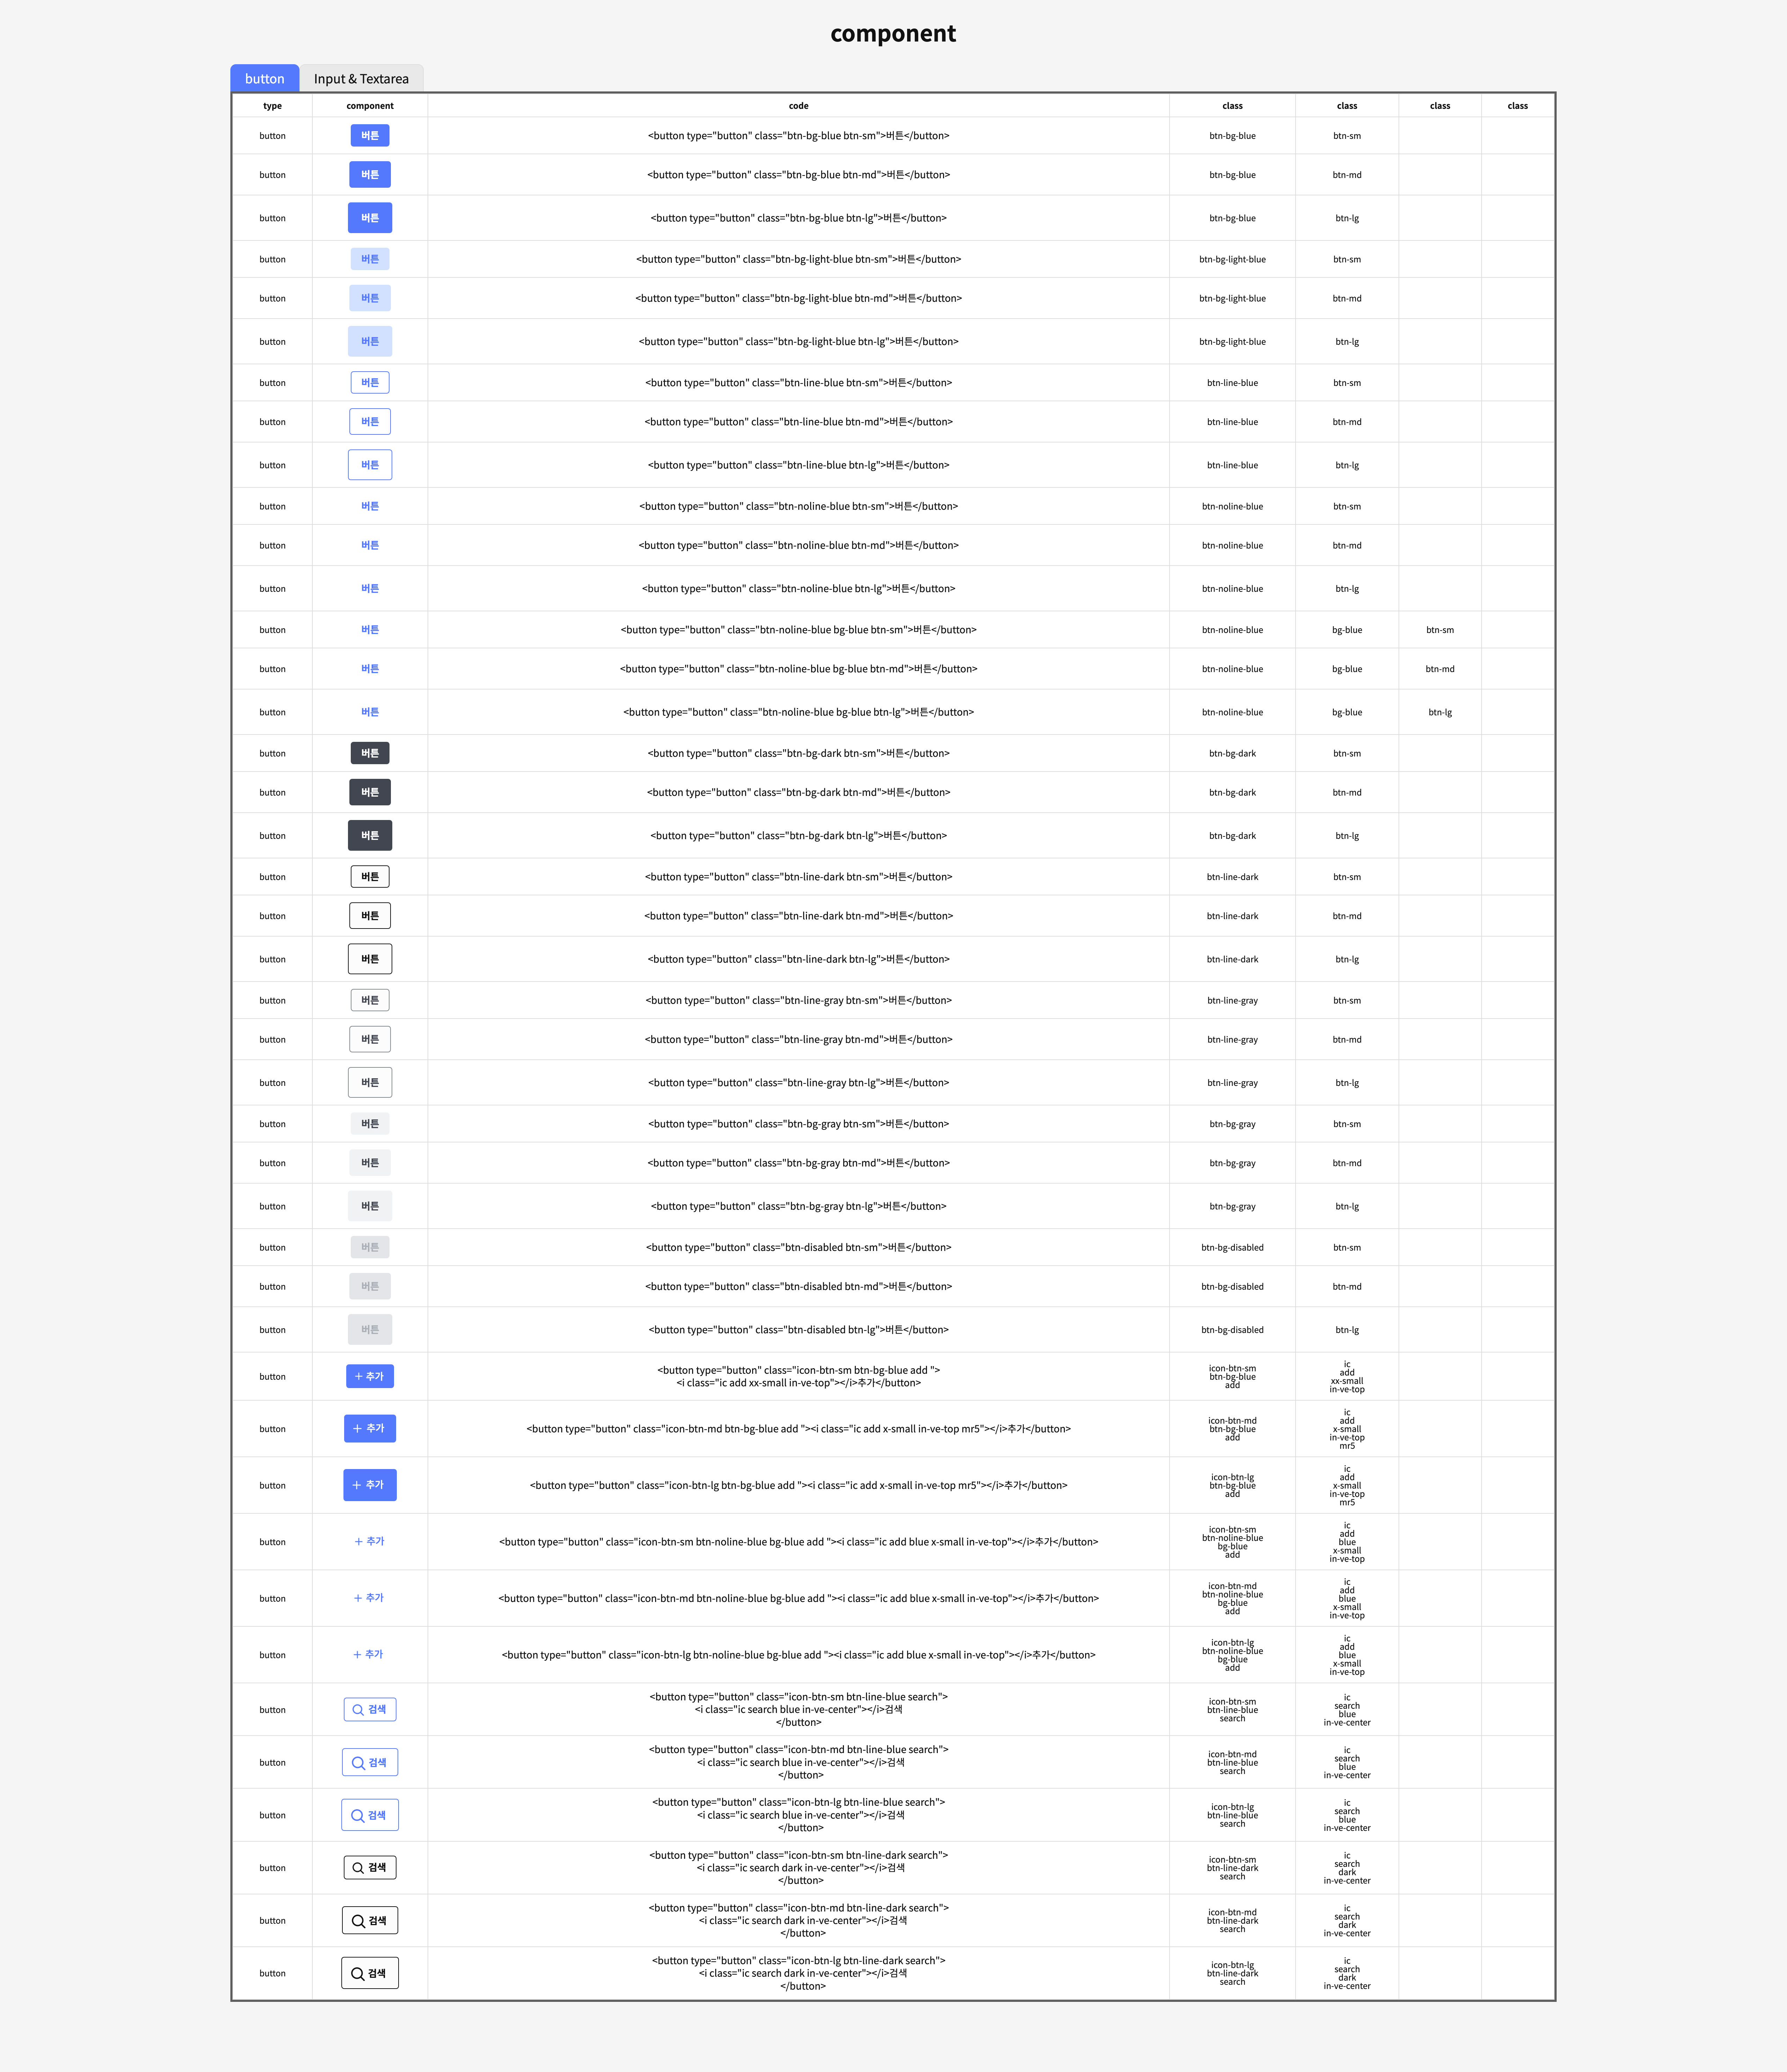 component
button Input & Textarea
type component code class class class class
button 버튼 <button type="button" class="btn-bg-blue btn-sm">버튼</button> btn-bg-blue btn-sm
button 버튼 <button type="button" class="btn-bg-blue btn-md">버튼</button> btn-bg-blue btn-md
button 버튼 <button type="button" class="btn-bg-blue btn-lg">버튼</button> btn-bg-blue btn-lg
button 버튼 <button type="button" class="btn-bg-light-blue btn-sm">버튼</button> btn-bg-light-blue btn-sm
button 버튼 <button type="button" class="btn-bg-light-blue btn-md">버튼</button> btn-bg-light-blue btn-md
button 버튼 <button type="button" class="btn-bg-light-blue btn-lg">버튼</button> btn-bg-light-blue btn-lg
button 버튼 <button type="button" class="btn-line-blue btn-sm">버튼</button> btn-line-blue btn-sm
button 버튼 <button type="button" class="btn-line-blue btn-md">버튼</button> btn-line-blue btn-md
button 버튼 <button type="button" class="btn-line-blue btn-lg">버튼</button> btn-line-blue btn-lg
button 버튼 <button type="button" class="btn-noline-blue btn-sm">버튼</button> btn-noline-blue btn-sm
button 버튼 <button type="button" class="btn-noline-blue btn-md">버튼</button> btn-noline-blue btn-md
button 버튼 <button type="button" class="btn-noline-blue btn-lg">버튼</button> btn-noline-blue btn-lg
button 버튼 <button type="button" class="btn-noline-blue bg-blue btn-sm">버튼</button> btn-noline-blue bg-blue btn-sm
button 버튼 <button type="button" class="btn-noline-blue bg-blue btn-md">버튼</button> btn-noline-blue bg-blue btn-md
button 버튼 <button type="button" class="btn-noline-blue bg-blue btn-lg">버튼</button> btn-noline-blue bg-blue btn-lg
button 버튼 <button type="button" class="btn-bg-dark btn-sm">버튼</button> btn-bg-dark btn-sm
button 버튼 <button type="button" class="btn-bg-dark btn-md">버튼</button> btn-bg-dark btn-md
button 버튼 <button type="button" class="btn-bg-dark btn-lg">버튼</button> btn-bg-dark btn-lg
button 버튼 <button type="button" class="btn-line-dark btn-sm">버튼</button> btn-line-dark btn-sm
button 버튼 <button type="button" class="btn-line-dark btn-md">버튼</button> btn-line-dark btn-md
button 버튼 <button type="button" class="btn-line-dark btn-lg">버튼</button> btn-line-dark btn-lg
button 버튼 <button type="button" class="btn-line-gray btn-sm">버튼</button> btn-line-gray btn-sm
button 버튼 <button type="button" class="btn-line-gray btn-md">버튼</button> btn-line-gray btn-md
button 버튼 <button type="button" class="btn-line-gray btn-lg">버튼</button> btn-line-gray btn-lg
button 버튼 <button type="button" class="btn-bg-gray btn-sm">버튼</button> btn-bg-gray btn-sm
button 버튼 <button type="button" class="btn-bg-gray btn-md">버튼</button> btn-bg-gray btn-md
button 버튼 <button type="button" class="btn-bg-gray btn-lg">버튼</button> btn-bg-gray btn-lg
button 버튼 <button type="button" class="btn-disabled btn-sm">버튼</button> btn-bg-disabled btn-sm
button 버튼 <button type="button" class="btn-disabled btn-md">버튼</button> btn-bg-disabled btn-md
button 버튼 <button type="button" class="btn-disabled btn-lg">버튼</button> btn-bg-disabled btn-lg
button 추가
<button type="button" class="icon-btn-sm btn-bg-blue add ">
<i class="ic add xx-small in-ve-top"></i>추가</button>
icon-btn-sm
btn-bg-blue
add
ic
add
xx-small
in-ve-top
button 추가 <button type="button" class="icon-btn-md btn-bg-blue add "><i class="ic add x-small in-ve-top mr5"></i>추가</button>
icon-btn-md
btn-bg-blue
add
ic
add
x-small
in-ve-top
mr5
button 추가 <button type="button" class="icon-btn-lg btn-bg-blue add "><i class="ic add x-small in-ve-top mr5"></i>추가</button>
icon-btn-lg
btn-bg-blue
add
ic
add
x-small
in-ve-top
mr5
button 추가 <button type="button" class="icon-btn-sm btn-noline-blue bg-blue add "><i class="ic add blue x-small in-ve-top"></i>추가</button>
icon-btn-sm
btn-noline-blue
bg-blue
add
ic
add
blue
x-small
in-ve-top
button 추가 <button type="button" class="icon-btn-md btn-noline-blue bg-blue add "><i class="ic add blue x-small in-ve-top"></i>추가</button>
icon-btn-md
btn-noline-blue
bg-blue
add
ic
add
blue
x-small
in-ve-top
button 추가 <button type="button" class="icon-btn-lg btn-noline-blue bg-blue add "><i class="ic add blue x-small in-ve-top"></i>추가</button>
icon-btn-lg
btn-noline-blue
bg-blue
add
ic
add
blue
x-small
in-ve-top
button 검색
<button type="button" class="icon-btn-sm btn-line-blue search">
<i class="ic search blue in-ve-center"></i>검색
</button>
icon-btn-sm
btn-line-blue
search
ic
search
blue
in-ve-center
button 검색
<button type="button" class="icon-btn-md btn-line-blue search">
<i class="ic search blue in-ve-center"></i>검색
</button>
icon-btn-md
btn-line-blue
search
ic
search
blue
in-ve-center
button 검색
<button type="button" class="icon-btn-lg btn-line-blue search">
<i class="ic search blue in-ve-center"></i>검색
</button>
icon-btn-lg
btn-line-blue
search
ic
search
blue
in-ve-center
button 검색
<button type="button" class="icon-btn-sm btn-line-dark search">
<i class="ic search dark in-ve-center"></i>검색
</button>
icon-btn-sm
btn-line-dark
search
ic
search
dark
in-ve-center
button 검색
<button type="button" class="icon-btn-md btn-line-dark search">
<i class="ic search dark in-ve-center"></i>검색
</button>
icon-btn-md
btn-line-dark
search
ic
search
dark
in-ve-center
button 검색
<button type="button" class="icon-btn-lg btn-line-dark search">
<i class="ic search dark in-ve-center"></i>검색
</button>
icon-btn-lg
btn-line-dark
search
ic
search
dark
in-ve-center